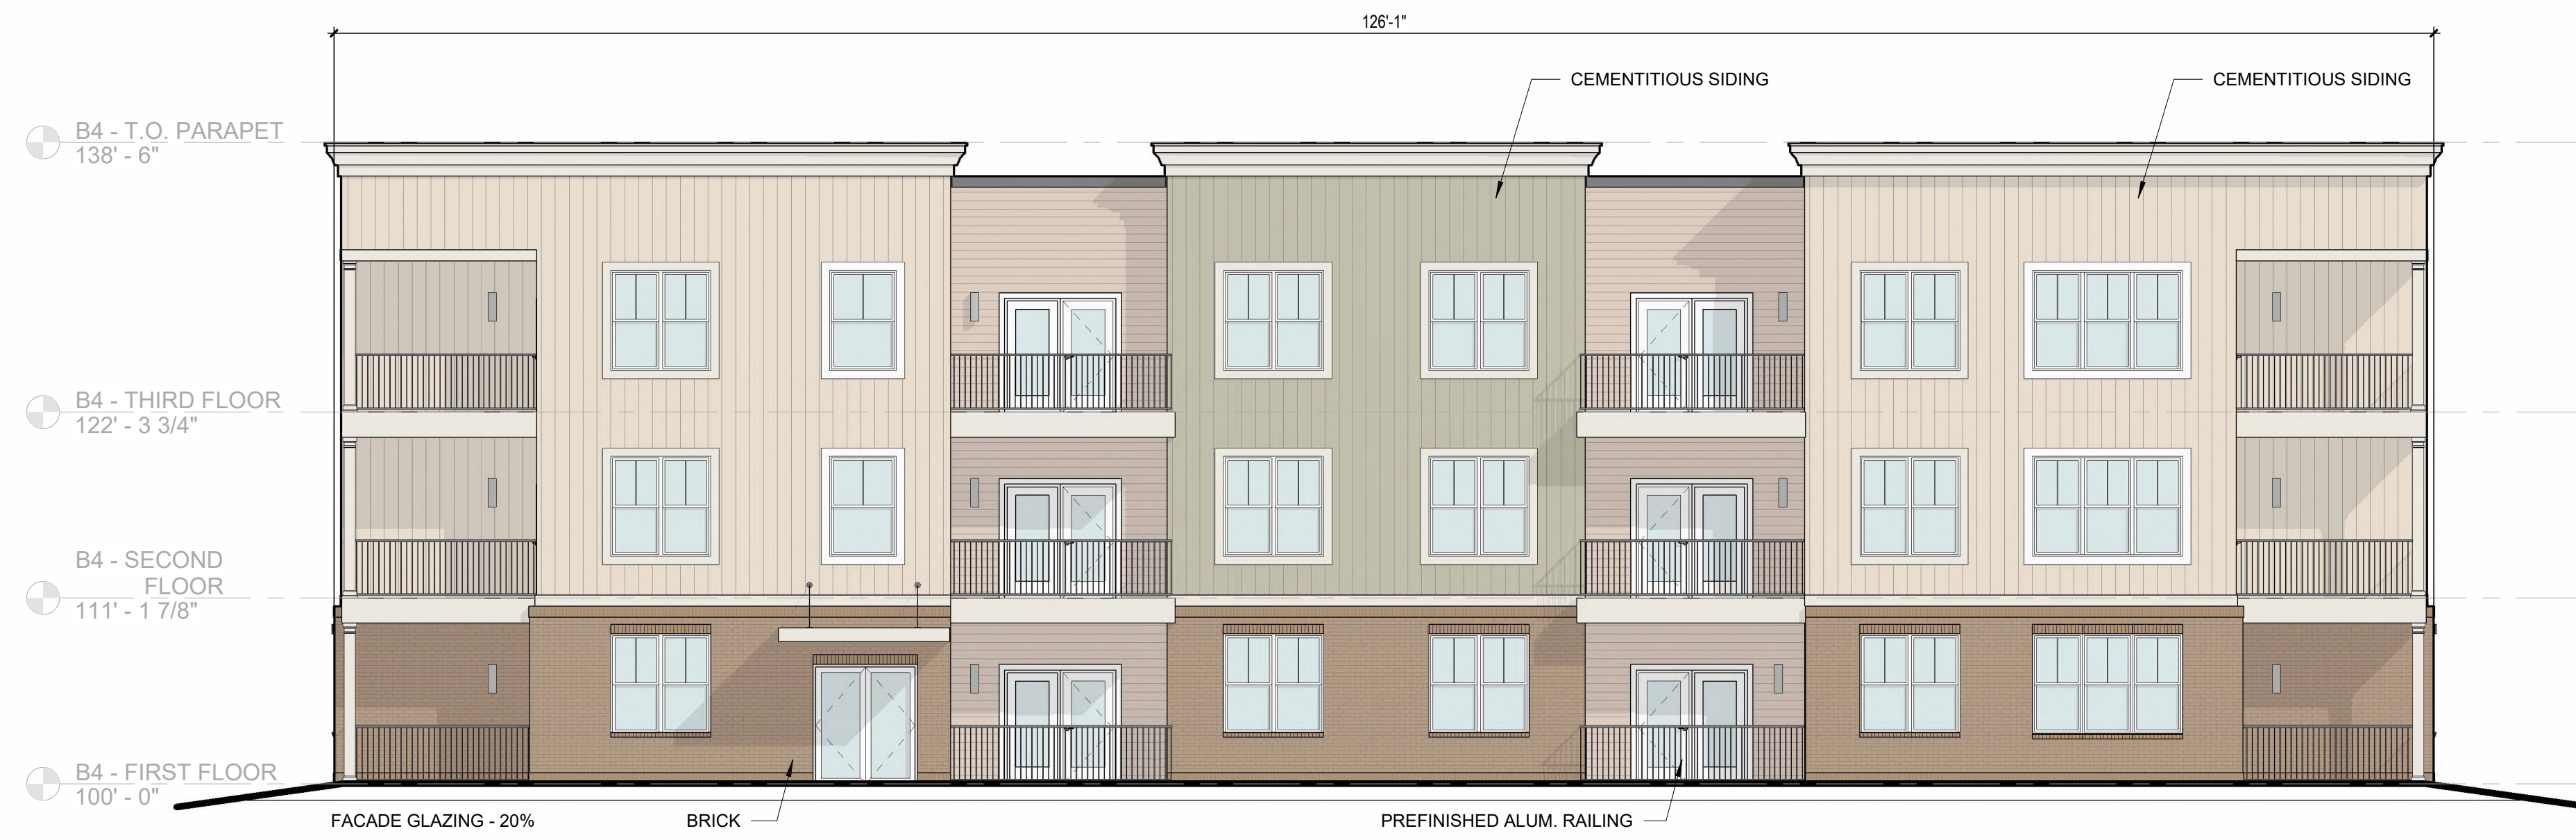 126'-1"
CEMENTITIOUS SIDING
CEMENTITIOUS SIDING
B4 - T.O. PARAPET
138' - 6"
B4 - THIRD FLOOR
122' - 3 3/4"
B4 - SECOND
FLOOR
111' - 1 7/8"
B4 - FIRST FLOOR
100' - 0"
FACADE GLAZING - 20%
BRICK
PREFINISHED ALUM. RAILING